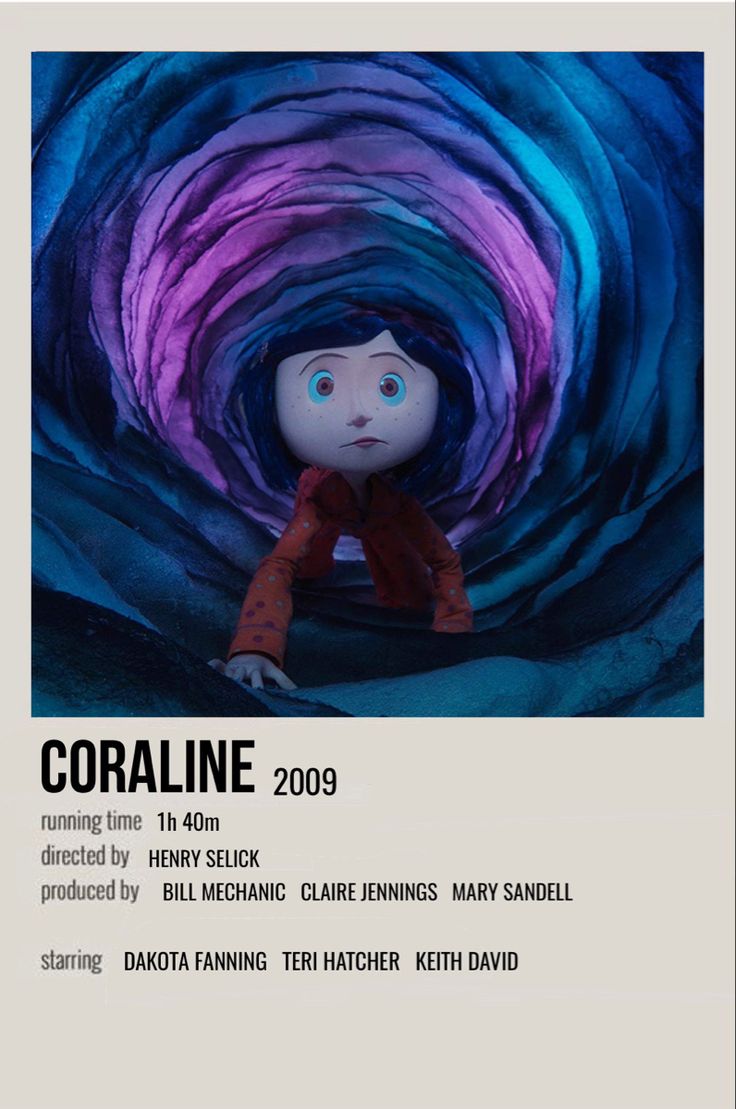 CORALINE 2009
running time 1h 40m
directed by HENRY SELICK
produced by BILL MECHANIC CLAIRE JENNINGS MARY SANDELL
starring DAKOTA FANNING TERI HATCHER KEITH DAVID